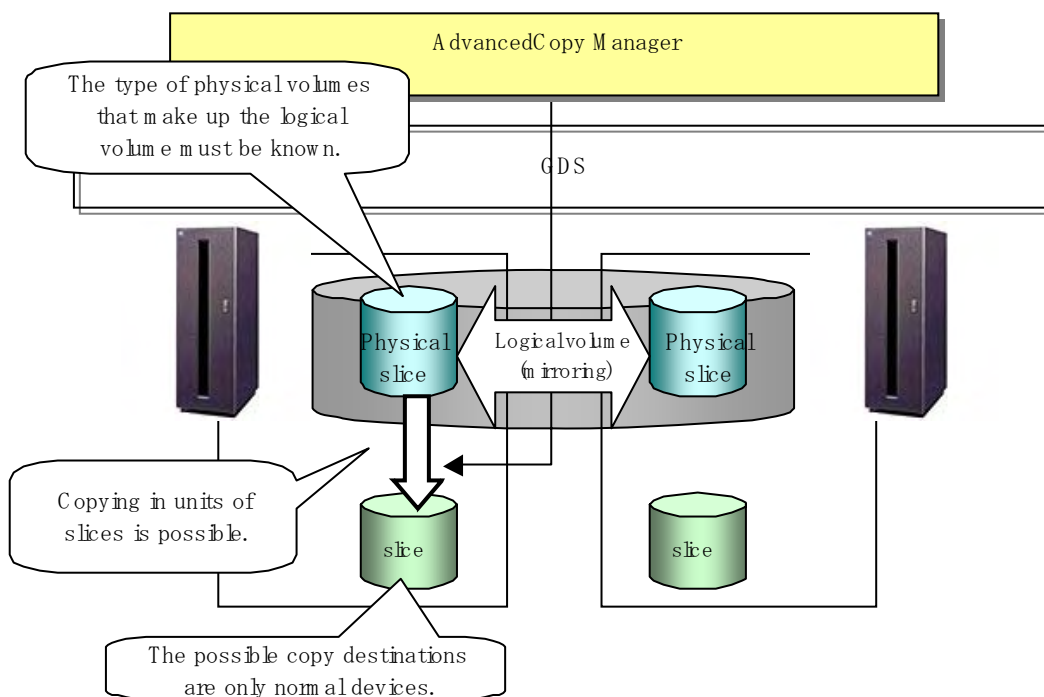 AdvancedCopy Manager
The type of physical volumes
that make up the logical
volume must be known.
GDS
Physical
slice
Logical volume
(mirroring)
Physical
slice
Copying in units of
slices is possible.
slice
slice
The possible copy destinations
are only normal devices.